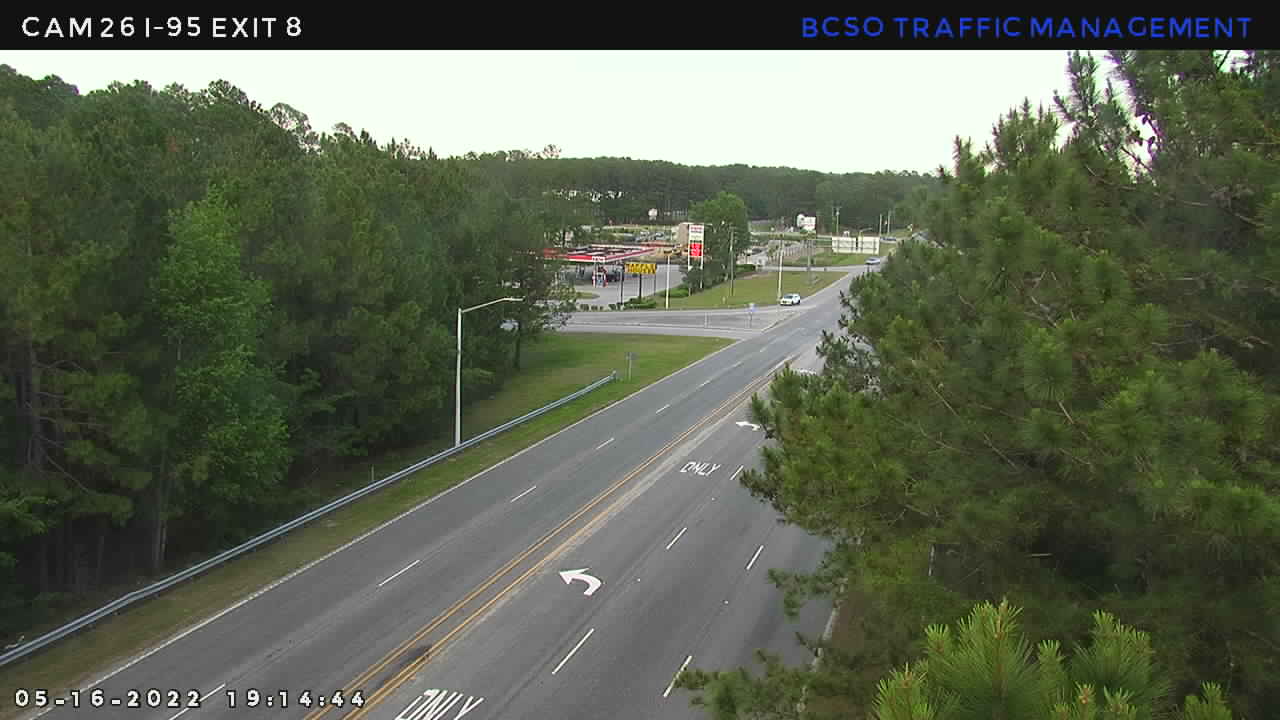 CAM 26 I-95 EXIT 8
BCSO TRAFFIC MANAGEMENT
ONLY
ONLY
05-16-2022 19:14:44